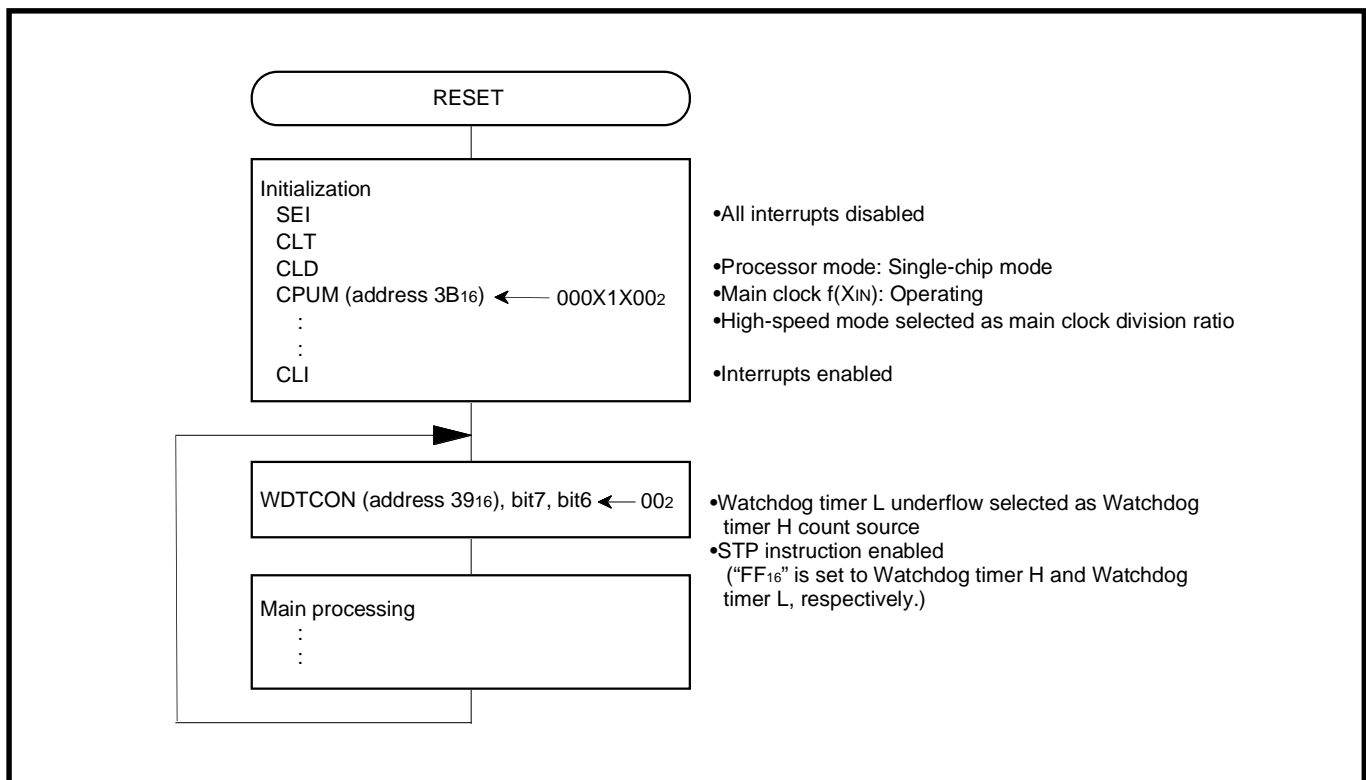 RESET
Initialization
SEI
•All interrupts disabled
CLT
CLD
•Processor mode: Single-chip mode
CPUM (address 3B16) ← 000X1X002
•Main clock f(XIN): Operating
:
•High-speed mode selected as main clock division ratio
:
CLI
•Interrupts enabled
WDTCON (address 3916), bit7, bit6 ← 002
•Watchdog timer L underflow selected as Watchdog
timer H count source
•STP instruction enabled
(“FF16” is set to Watchdog timer H and Watchdog
timer L, respectively.)
Main processing
:
: